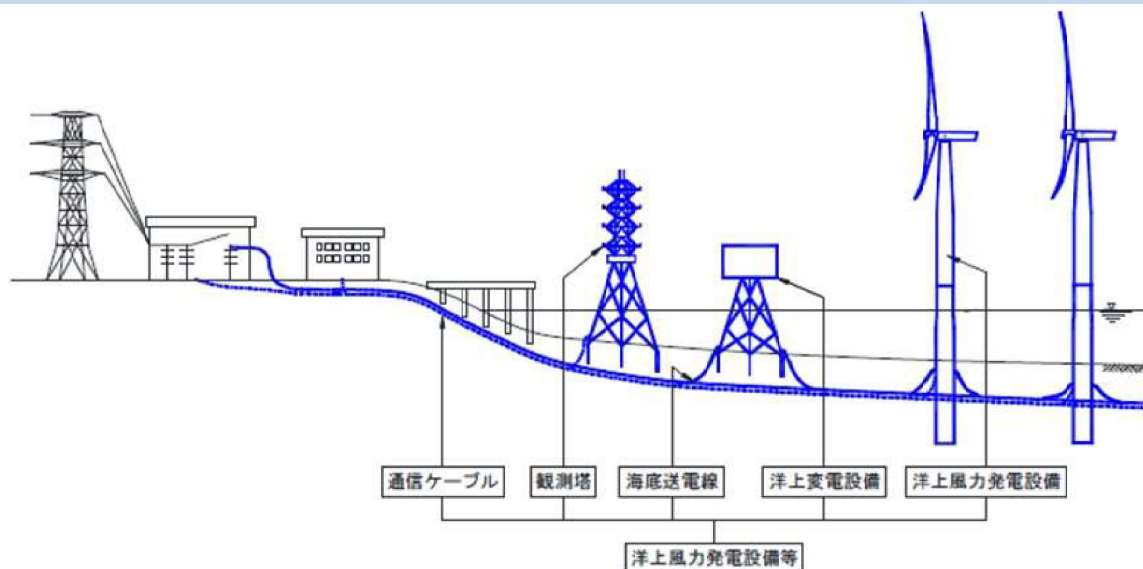 通信ケーブル
観測塔
海底送電線
洋上変電設備
洋上風力発電設備
洋上風力発電設備等